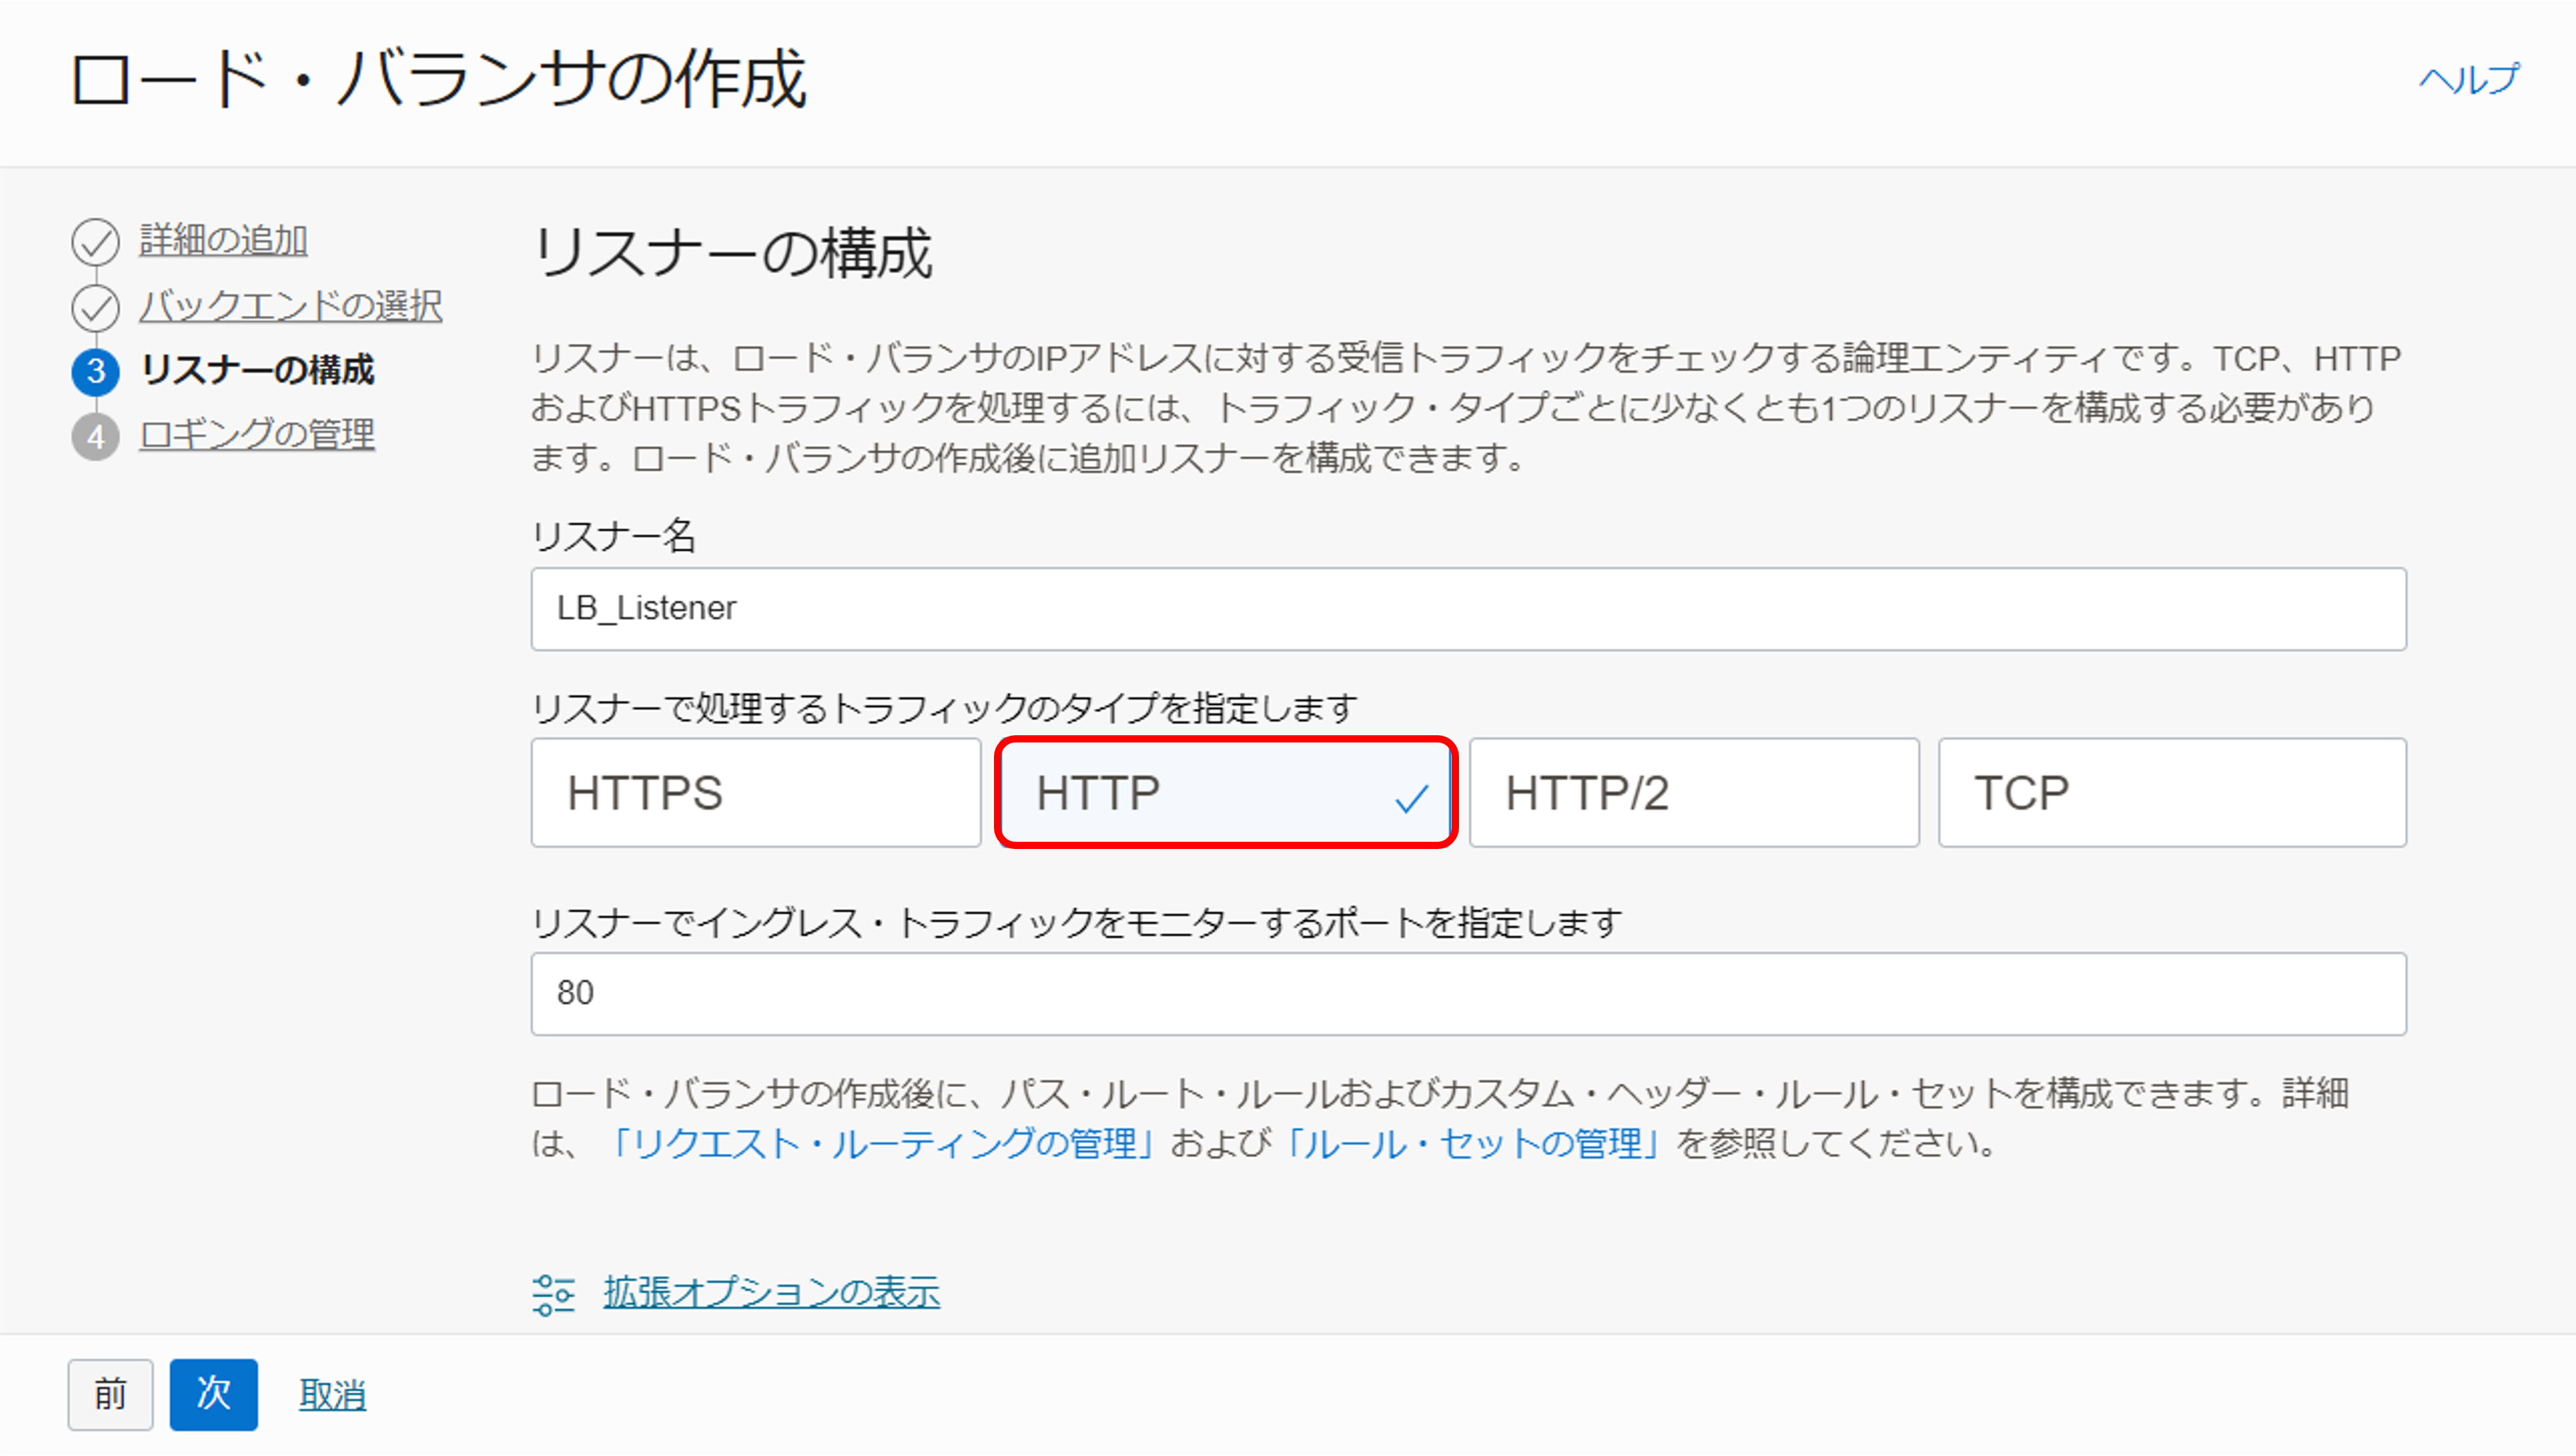 ロード・バランサの作成
ヘルプ
詳細の追加
バックエンドの選択
3 リスナーの構成
4 ロギングの管理
リスナーの構成
リスナーは、ロード・バランサのIPアドレスに対する受信トラフィックをチェックする論理エンティティです。TCP、HTTP
およびHTTPSトラフィックを処理するには、トラフィック・タイプごとに少なくとも1つのリスナーを構成する必要があり
ます。ロード・バランサの作成後に追加リスナーを構成できます。
リスナー名
LB_Listener
リスナーで処理するトラフィックのタイプを指定します
HTTPS
HTTP
HTTP/2
TCP
リスナーでイングレス・トラフィックをモニターするポートを指定します
80
ロード・バランサの作成後に、パス・ルート・ルールおよびカスタム・ヘッダー・ルール・セットを構成できます。詳細
は、「リクエスト・ルーティングの管理」および「ルール・セットの管理」を参照してください。
拡張オプションの表示
前
次
取消